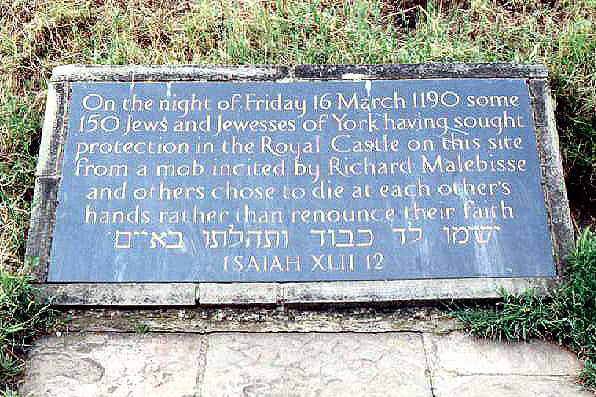 On the night of Friday 16 March 1190 some
150 Jews and Jewesses of York having sought
protection in the Royal Castle on this site
from a mob incited by Richard Malebisse
and others chose to die at each other's
hands rather than renounce their faith
ישמו לד כבוד ותהלתו באיים
ISAIAH XLII 12